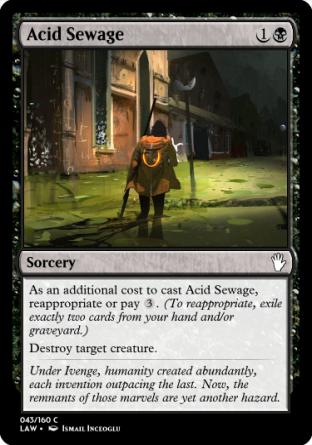 Acid Sewage 1
Sorcery
As an additional cost to cast Acid Sewage,
reappropriate or pay 3. (To reappropriate, exile
exactly two cards from your hand and/or
graveyard.)
Destroy target creature.
Under Ivenge, humanity created abundantly,
each invention outpacing the last. Now, the
remnants of those marvels are yet another hazard.
043/160 C
LAW • Ismail Inceoglu